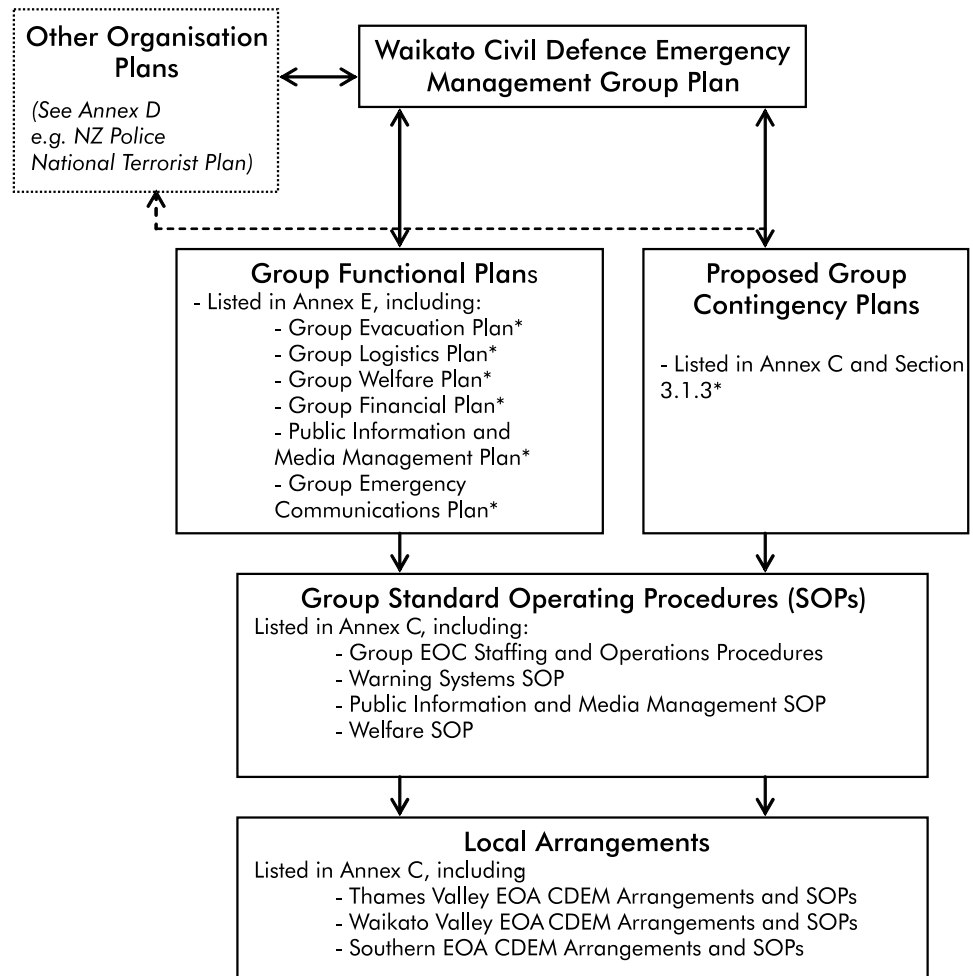 Other Organisation
Plans
(See Annex D
e.g. NZ Police
National Terrorist Plan)
Waikato Civil Defence Emergency
Management Group Plan
Group Functional Plans
- Listed in Annex E, including:
- Group Evacuation Plan*
- Group Logistics Plan*
- Group Welfare Plan*
- Group Financial Plan*
- Public Information and
Media Management Plan*
- Group Emergency
Communications Plan*
Proposed Group
Contingency Plans
- Listed in Annex C and Section
3.1.3*
Group Standard Operating Procedures (SOPs)
Listed in Annex C, including:
- Group EOC Staffing and Operations Procedures
- Warning Systems SOP
- Public Information and Media Management SOP
- Welfare SOP
Local Arrangements
Listed in Annex C, including:
- Thames Valley EOA CDEM Arrangements and SOPs
- Waikato Valley EOA CDEM Arrangements and SOPs
- Southern EOA CDEM Arrangements and SOPs